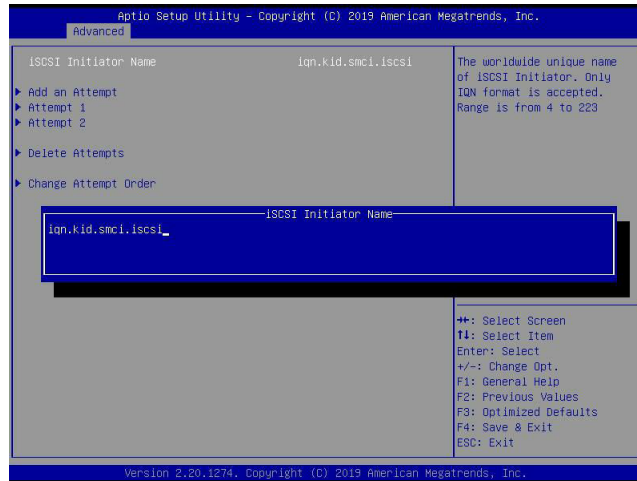 Aptio Setup Utility – Copyright (C) 2019 American Megatrends, Inc.
Advanced
iSCSI Initiator Name iqn.kid.smci.iscsi
Add an Attempt
Attempt 1
Attempt 2
Delete Attempts
Change Attempt Order
The worldwide unique name
of iSCSI Initiator. Only
IQN format is accepted.
Range is from 4 to 223
iSCSI Initiator Name
iqn.kid.smci.iscsi_
→←: Select Screen
↑↓: Select Item
Enter: Select
+/-: Change Opt.
F1: General Help
F2: Previous Values
F3: Optimized Defaults
F4: Save & Exit
ESC: Exit
Version 2.20.1274. Copyright (C) 2019 American Megatrends, Inc.